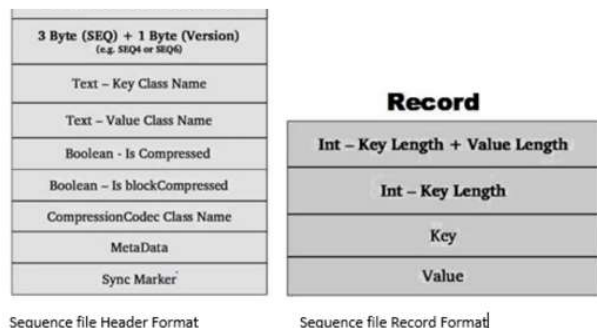 3 Byte (SEQ) + 1 Byte (Version)
(e.g. SEQ4 or SEQ6)
Text – Key Class Name
Text – Value Class Name
Boolean - Is Compressed
Boolean – Is blockCompressed
CompressionCodec Class Name
MetaData
Sync Marker
Sequence file Header Format
Record
Int – Key Length + Value Length
Int – Key Length
Key
Value
Sequence file Record Format